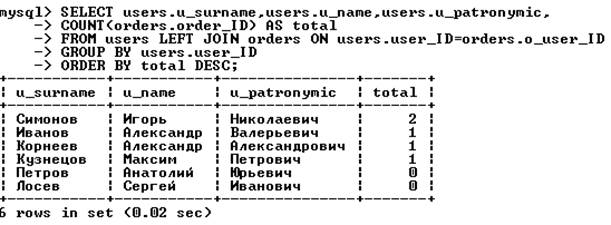 mysql> SELECT users.u_surname,users.u_name,users.u_patronymic,
-> COUNT(orders.order_ID) AS total
-> FROM users LEFT JOIN orders ON users.user_ID=orders.o_user_ID
-> GROUP BY users.user_ID
-> ORDER BY total DESC;
+-----------+-----------+---------------+-------+
| u_surname | u_name | u_patronymic | total |
+-----------+-----------+---------------+-------+
| Симонов | Игорь | Николаевич | 2 |
| Иванов | Александр | Валерьевич | 1 |
| Корнеев | Александр | Александрович | 1 |
| Кузнецов | Максим | Петрович | 1 |
| Петров | Анатолий | Юрьевич | 0 |
| Лосев | Сергей | Иванович | 0 |
+-----------+-----------+---------------+-------+
6 rows in set (0.02 sec)